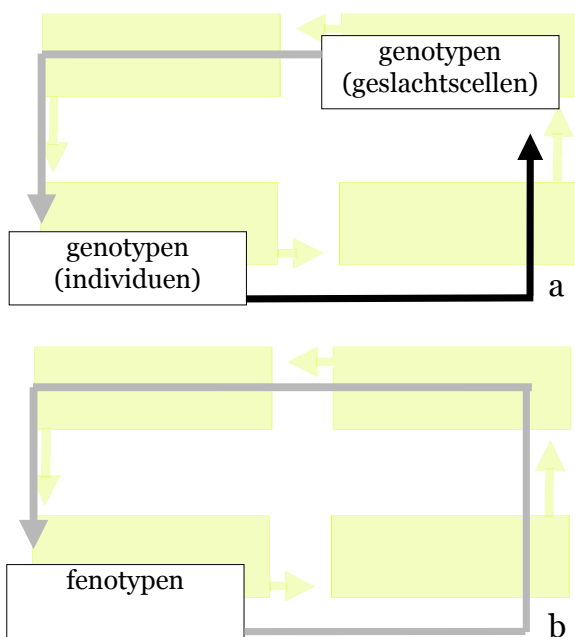 genotypen
(geslachtscellen)
genotypen
(individuen)
a
fenotypen
b